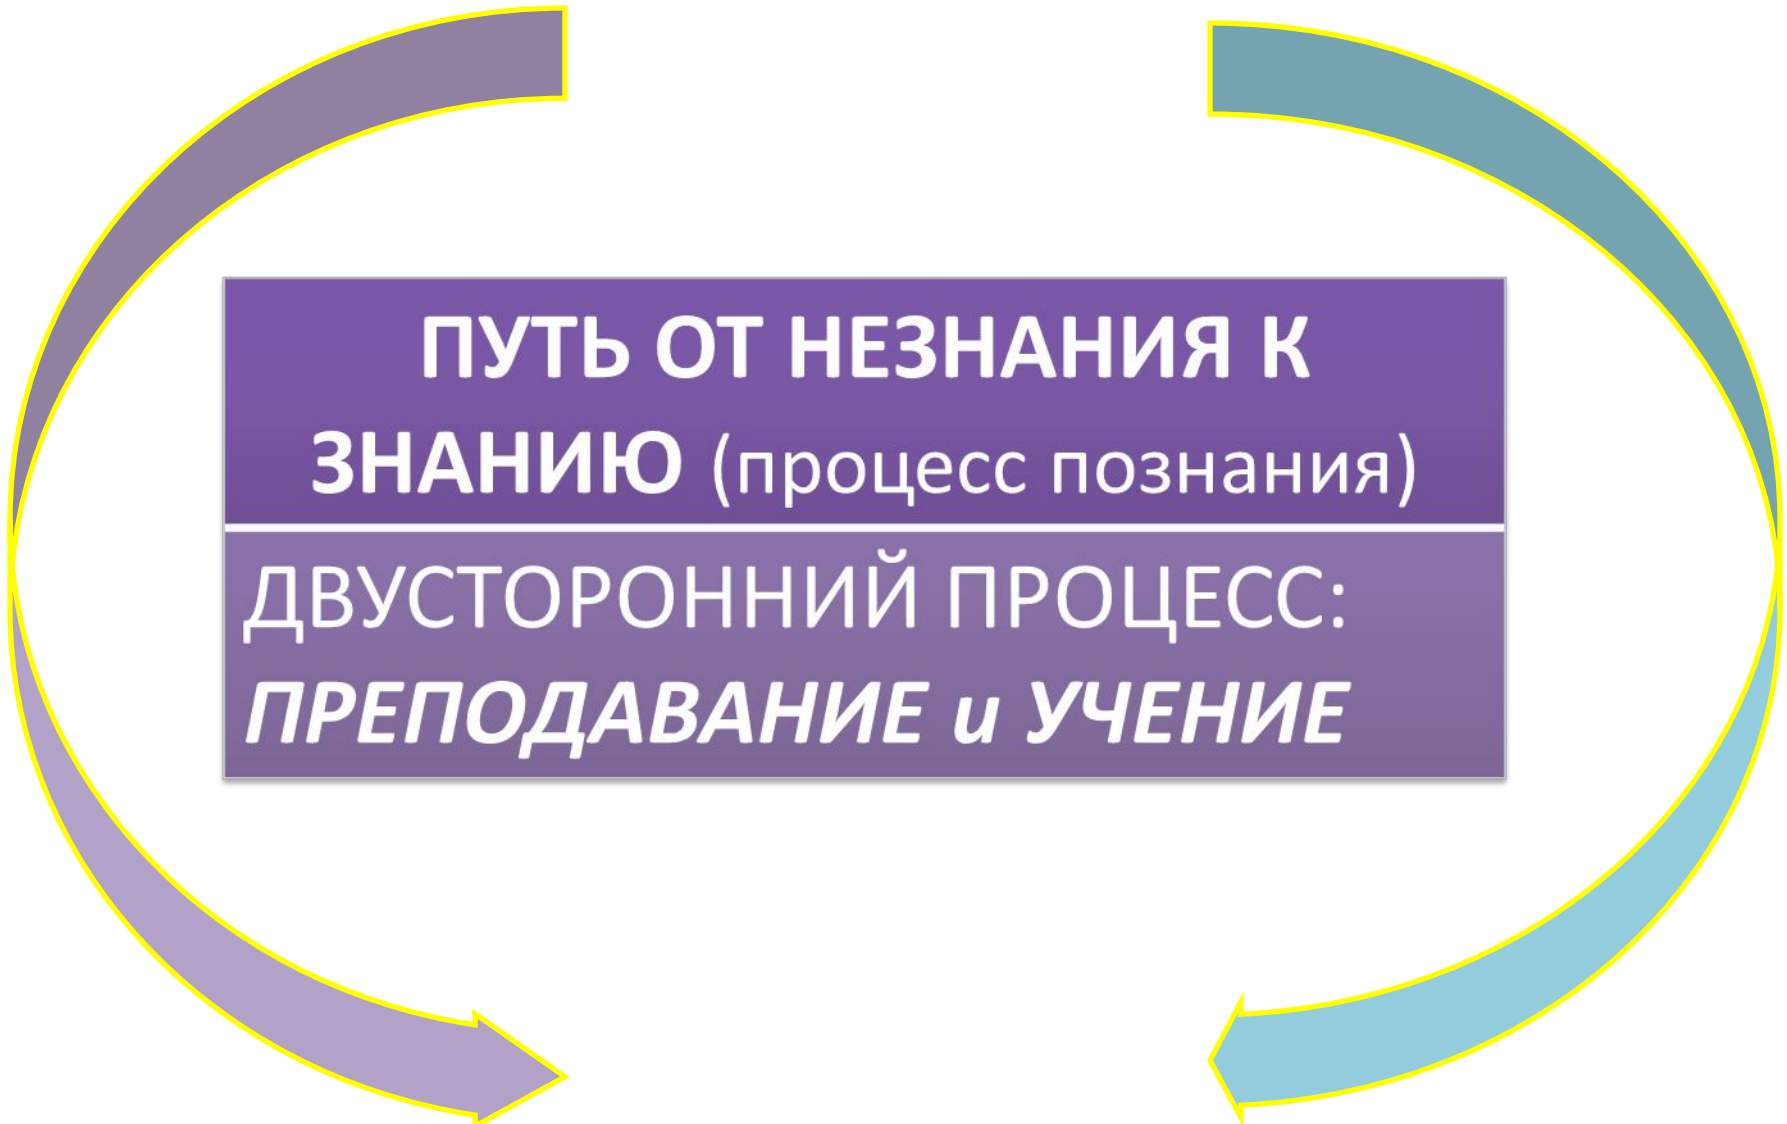 ПУТЬ ОТ НЕЗНАНИЯ К
ЗНАНИЮ (процесс познания)
ДВУСТОРОННИЙ ПРОЦЕСС:
ПРЕПОДАВАНИЕ и УЧЕНИЕ